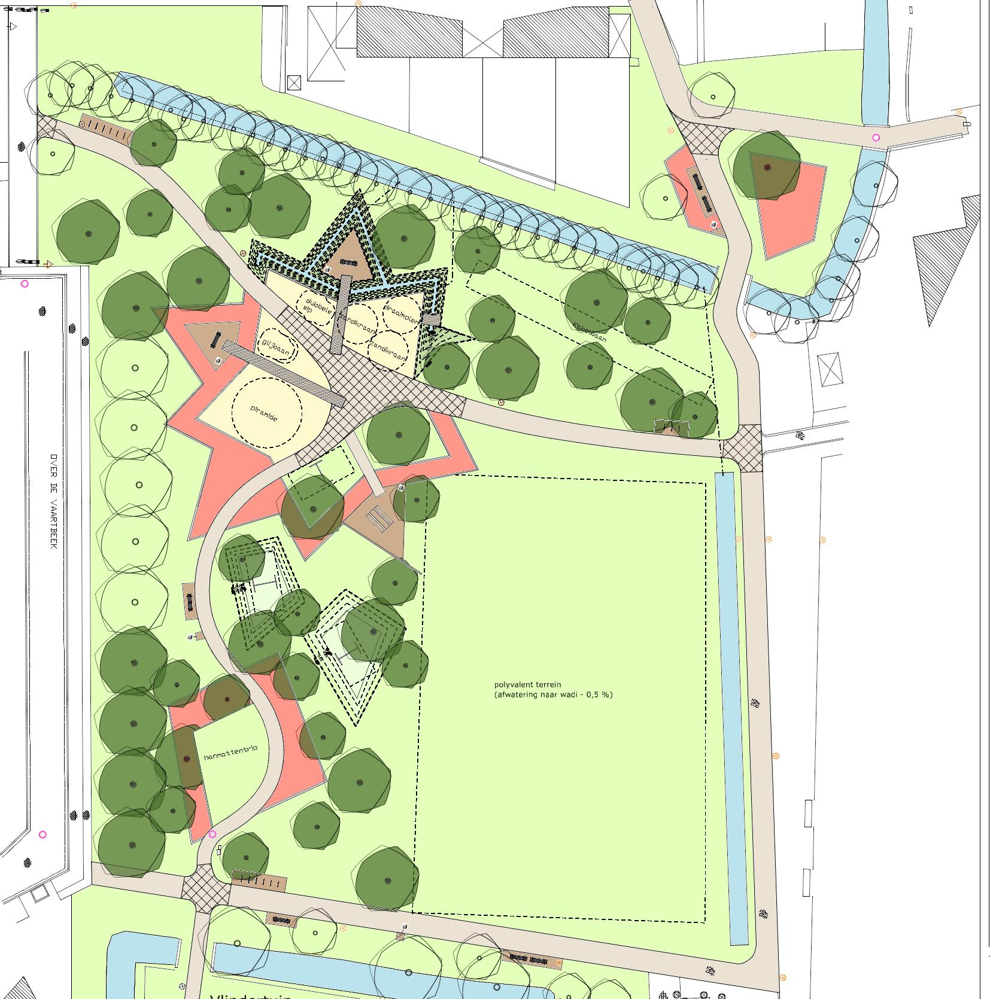 dubbele
wip
draaimolen
zandkraan
zandkraan
glijbaan
Kabelbaan
piramide
OVER DE VAARTBEEK
polyvalent terrein
(afwatering naar wadi - 0,5 %)
hanmattentrio
Vlindertuin